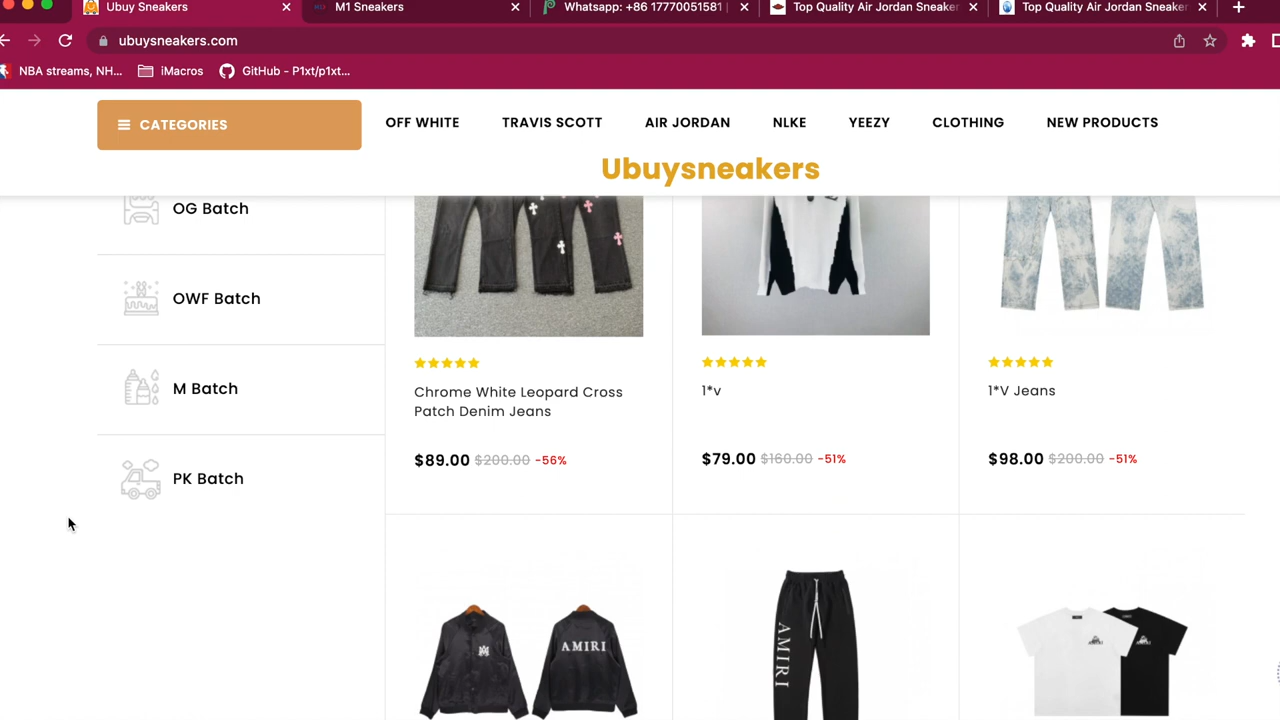 Ubuy Sneakers
M1 Sneakers
Whatsapp: +86 17770051581 |
Top Quality Air Jordan Sneaker
Top Quality Air Jordan Sneaker
ubuysneakers.com
NBA streams, NH...
iMacros
GitHub - P1xt/p1xt...
CATEGORIES
OFF WHITE
TRAVIS SCOTT
AIR JORDAN
NLKE
YEEZY
CLOTHING
NEW PRODUCTS
Ubuysneakers
OG Batch
OWF Batch
M Batch
PK Batch
Chrome White Leopard Cross
Patch Denim Jeans
$89.00 $200.00 -56%
1*v
$79.00 $160.00 -51%
1*V Jeans
$98.00 $200.00 -51%
AMIRI
AMIRI